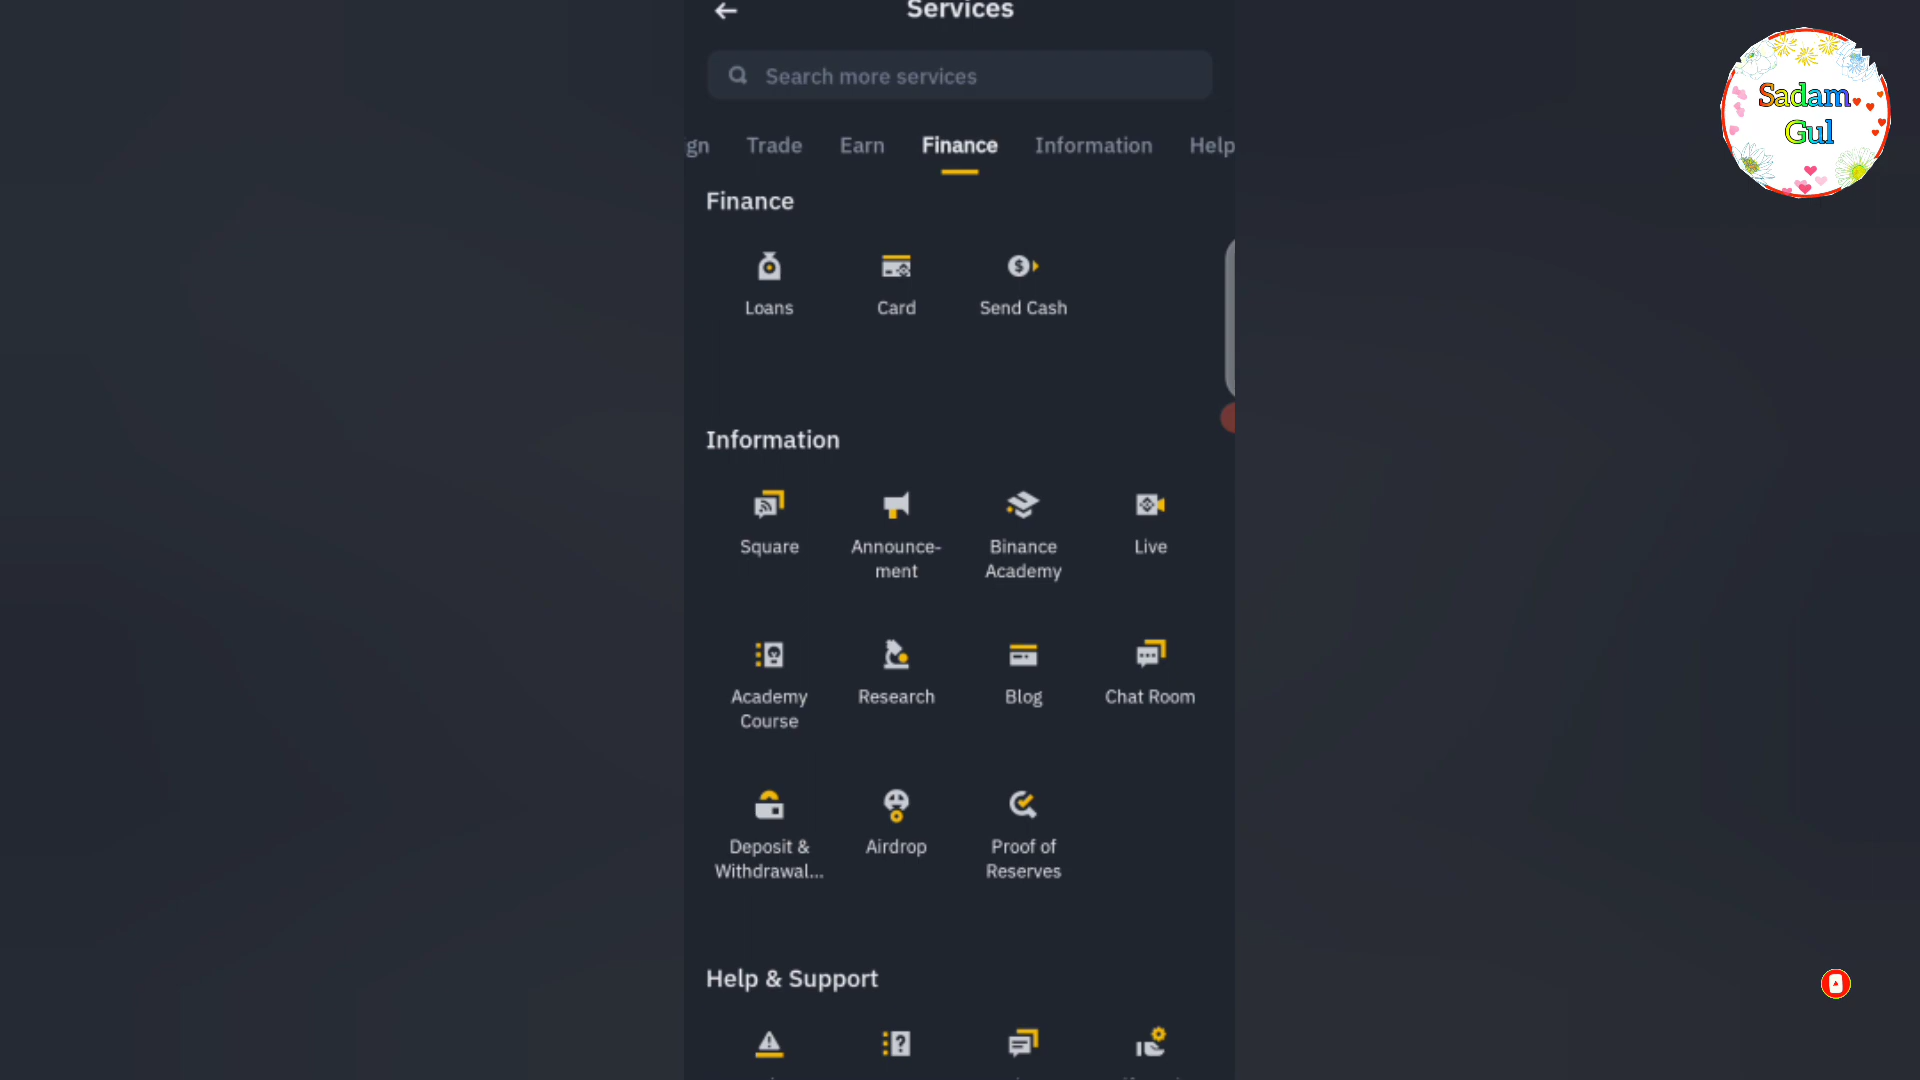 Services
Search more services
gn Trade Earn Finance Information Help
Finance
Loans Card Send Cash
Information
Square Announce- Binance Live
ment Academy
Academy Research Blog Chat Room
Course
Deposit & Airdrop Proof of
Withdrawal... Reserves
Help & Support
Sadam
Gul